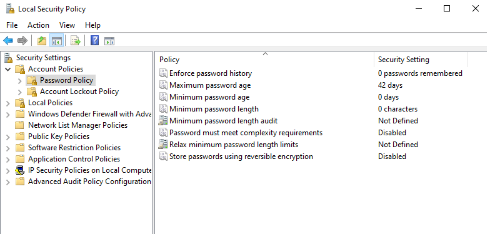 Local Security Policy
File Action View Help
Security Settings
Account Policies
Password Policy
Account Lockout Policy
Local Policies
Windows Defender Firewall with Adva
Network List Manager Policies
Public Key Policies
Software Restriction Policies
Application Control Policies
IP Security Policies on Local Compute
Advanced Audit Policy Configuration
Policy Security Setting
Enforce password history 0 passwords remembered
Maximum password age 42 days
Minimum password age 0 days
Minimum password length 0 characters
Minimum password length audit Not Defined
Password must meet complexity requirements Disabled
Relax minimum password length limits Not Defined
Store passwords using reversible encryption Disabled